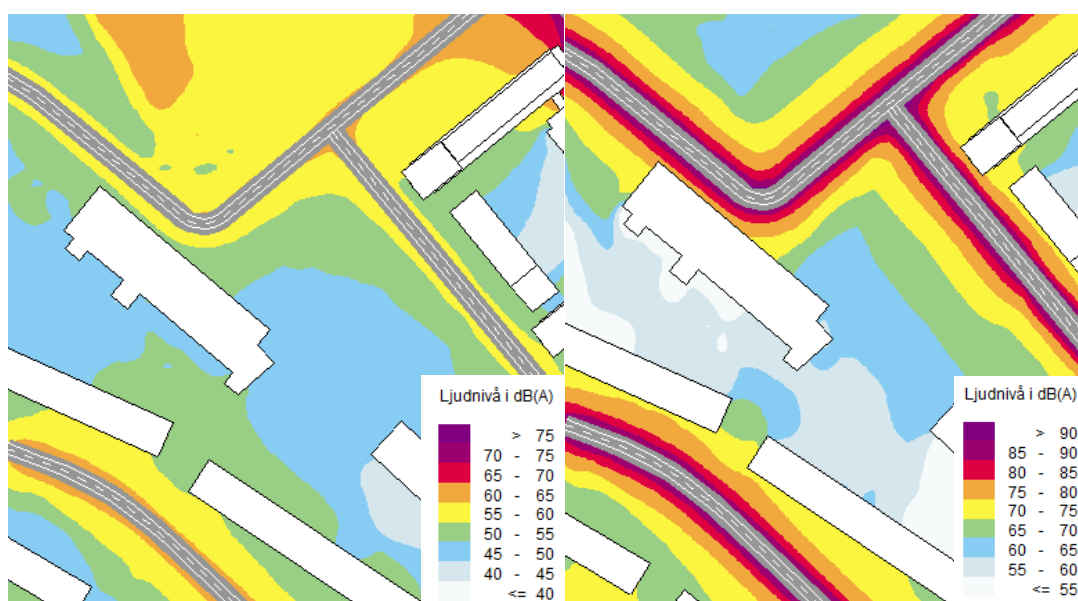 Ljudnivå i dB(A)
> 75
70 - 75
65 - 70
60 - 65
55 - 60
50 - 55
45 - 50
40 - 45
<= 40
Ljudnivå i dB(A)
> 90
85 - 90
80 - 85
75 - 80
70 - 75
65 - 70
60 - 65
55 - 60
<= 55